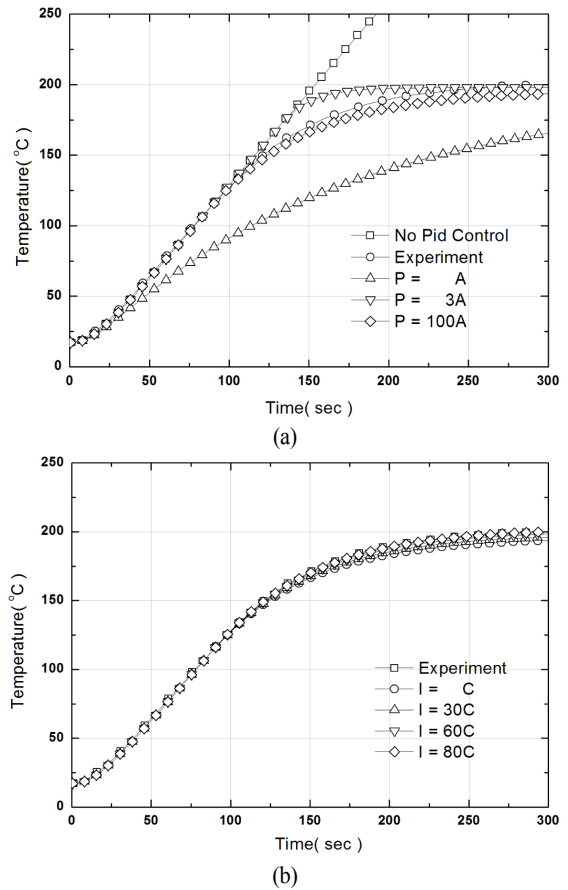 250
200
150
100
50
0
Temperature( °C )
No Pid Control
Experiment
P = A
P = 3A
P = 100A
0 50 100 150 200 250 300
Time( sec )
(a)
250
200
150
100
50
0
Temperature( °C )
Experiment
I = C
I = 30C
I = 60C
I = 80C
0 50 100 150 200 250 300
Time( sec )
(b)